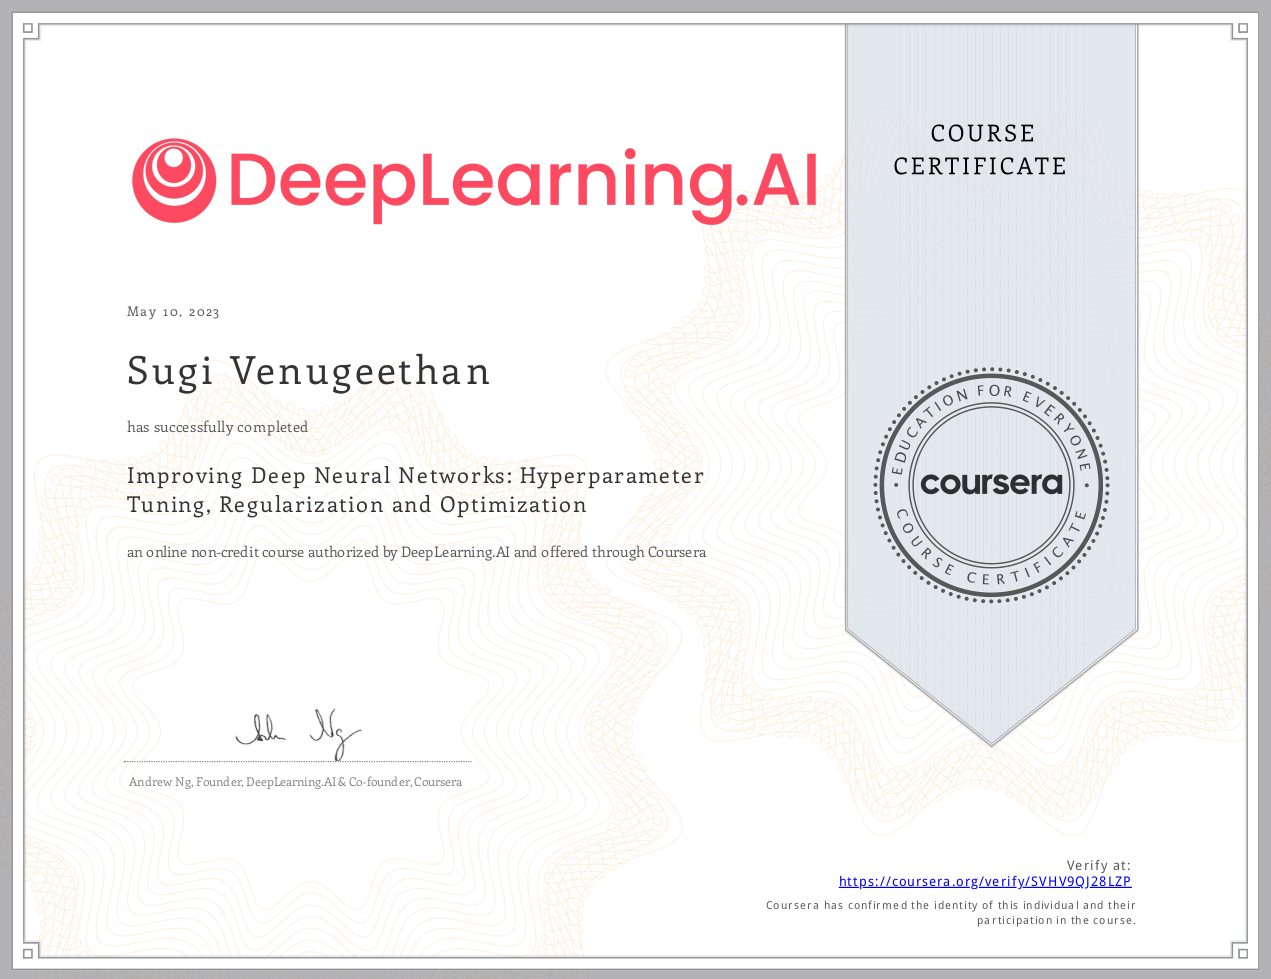 DeepLearning.AI
COURSE
CERTIFICATE
May 10, 2023
Sugi Venugeethan
has successfully completed
Improving Deep Neural Networks: Hyperparameter
Tuning, Regularization and Optimization
an online non-credit course authorized by DeepLearning.AI and offered through Coursera
EDUCATION FOR EVERYONE
coursera
COURSE CERTIFICATE
Andrew Ng, Founder, DeepLearning.AI & Co-founder, Coursera
Verify at:
https://coursera.org/verify/SVHV9QJ28LZP
Coursera has confirmed the identity of this individual and their
participation in the course.